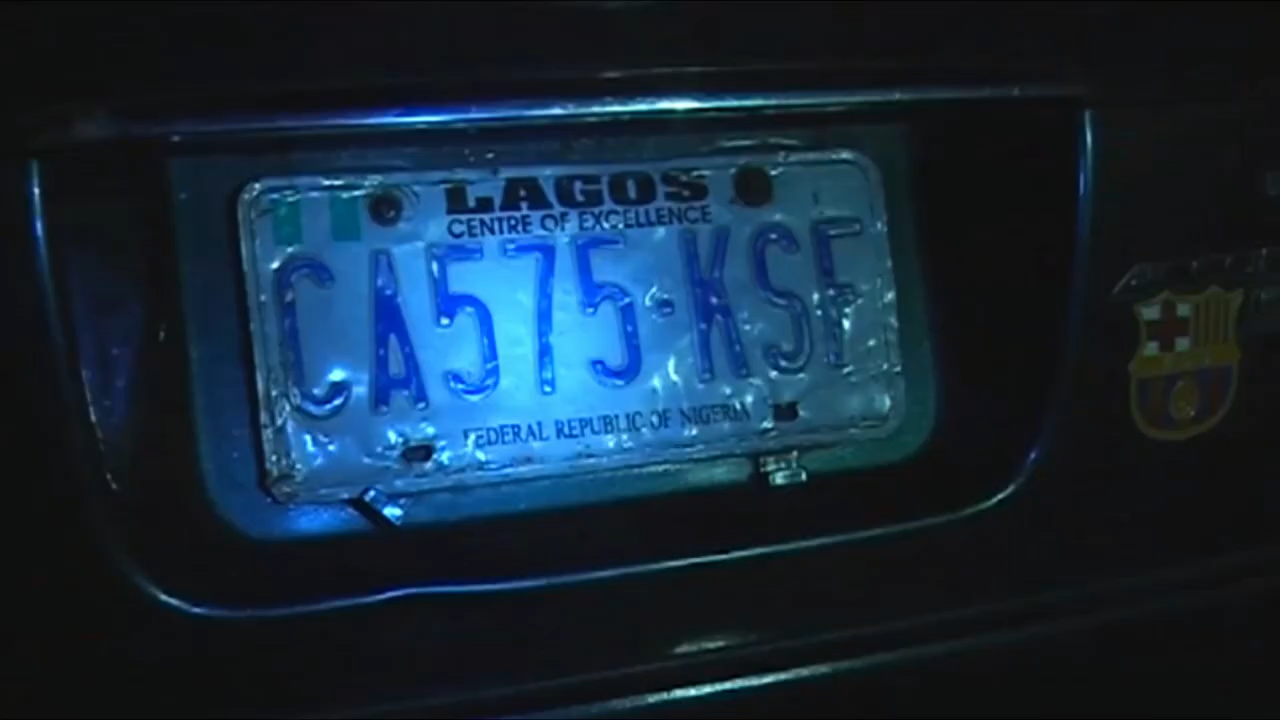 LAGOS
CENTRE OF EXCELLENCE
CA575·KSF
FEDERAL REPUBLIC OF NIGERIA